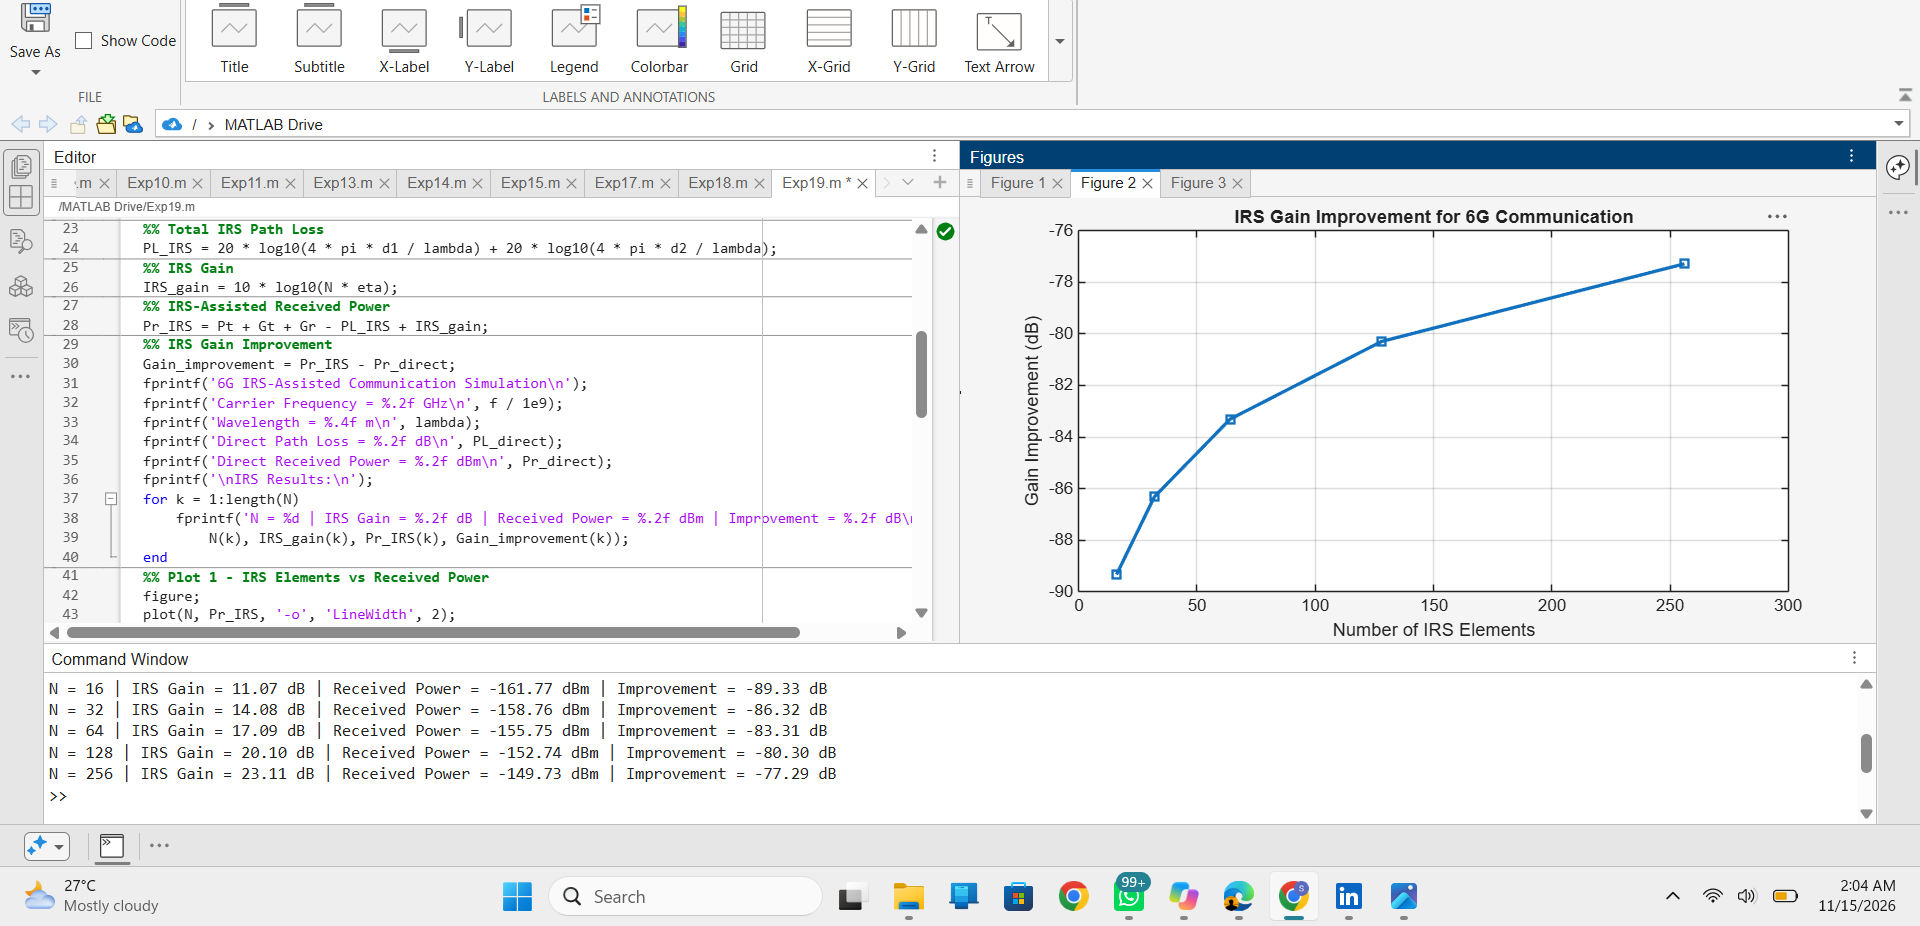 Save As
Show Code
Title
Subtitle
X-Label
Y-Label
Legend
Colorbar
Grid
X-Grid
Y-Grid
Text Arrow
FILE
LABELS AND ANNOTATIONS
/ › MATLAB Drive
Editor
.m
Exp10.m
Exp11.m
Exp13.m
Exp14.m
Exp15.m
Exp17.m
Exp18.m
Exp19.m *
/MATLAB Drive/Exp19.m
23 %% Total IRS Path Loss
24 PL_IRS = 20 * log10(4 * pi * d1 / lambda) + 20 * log10(4 * pi * d2 / lambda);
25 %% IRS Gain
26 IRS_gain = 10 * log10(N * eta);
27 %% IRS-Assisted Received Power
28 Pr_IRS = Pt + Gt + Gr - PL_IRS + IRS_gain;
29 %% IRS Gain Improvement
30 Gain_improvement = Pr_IRS - Pr_direct;
31 fprintf('6G IRS-Assisted Communication Simulation\n');
32 fprintf('Carrier Frequency = %.2f GHz\n', f / 1e9);
33 fprintf('Wavelength = %.4f m\n', lambda);
34 fprintf('Direct Path Loss = %.2f dB\n', PL_direct);
35 fprintf('Direct Received Power = %.2f dBm\n', Pr_direct);
36 fprintf('\nIRS Results:\n');
37 for k = 1:length(N)
38 fprintf('N = %d | IRS Gain = %.2f dB | Received Power = %.2f dBm | Improvement = %.2f dB\n
39 N(k), IRS_gain(k), Pr_IRS(k), Gain_improvement(k));
40 end
41 %% Plot 1 - IRS Elements vs Received Power
42 figure;
43 plot(N, Pr_IRS, '-o', 'LineWidth', 2);
Figures
Figure 1
Figure 2
Figure 3
IRS Gain Improvement for 6G Communication
Gain Improvement (dB)
-76
-78
-80
-82
-84
-86
-88
-90
0 50 100 150 200 250 300
Number of IRS Elements
Command Window
N = 16 | IRS Gain = 11.07 dB | Received Power = -161.77 dBm | Improvement = -89.33 dB
N = 32 | IRS Gain = 14.08 dB | Received Power = -158.76 dBm | Improvement = -86.32 dB
N = 64 | IRS Gain = 17.09 dB | Received Power = -155.75 dBm | Improvement = -83.31 dB
N = 128 | IRS Gain = 20.10 dB | Received Power = -152.74 dBm | Improvement = -80.30 dB
N = 256 | IRS Gain = 23.11 dB | Received Power = -149.73 dBm | Improvement = -77.29 dB
>>
27°C
Mostly cloudy
Search
99+
S
in
2:04 AM
11/15/2026